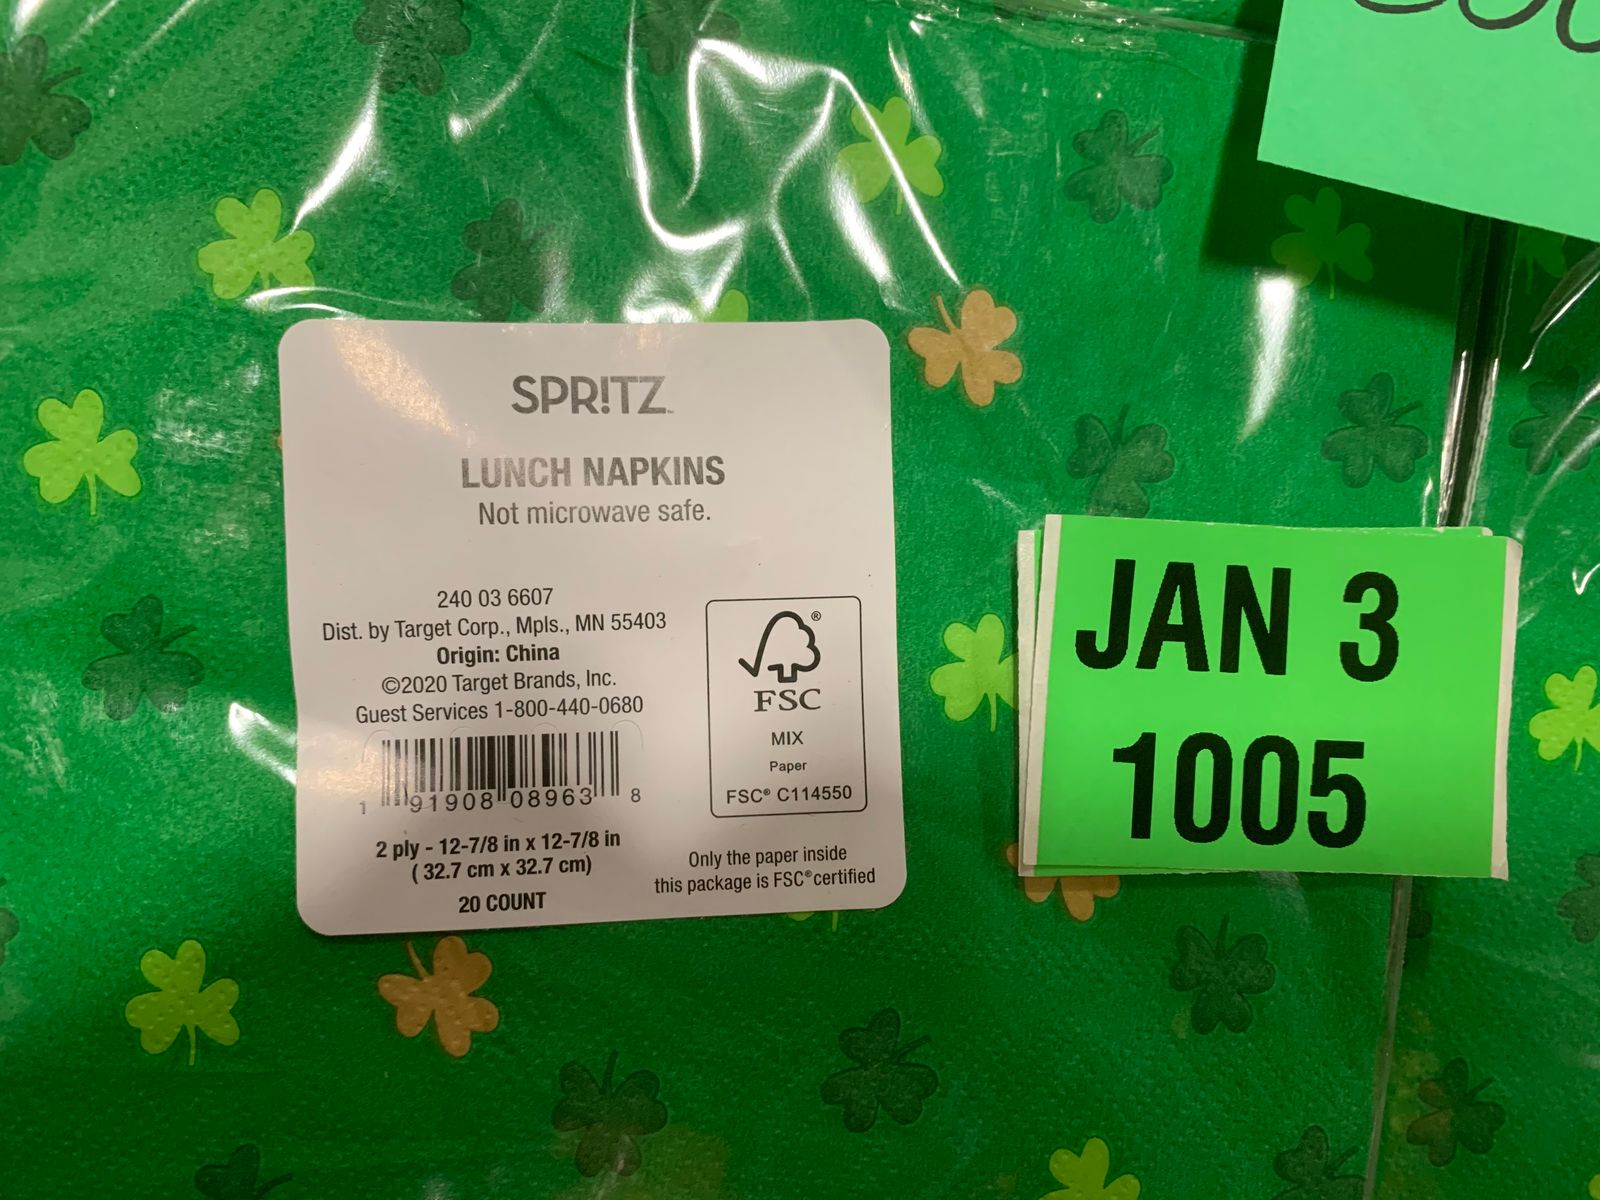 SPR!TZ™
LUNCH NAPKINS
Not microwave safe.
240 03 6607
Dist. by Target Corp., Mpls., MN 55403
Origin: China
©2020 Target Brands, Inc.
Guest Services 1-800-440-0680
1 91908 08963 8
2 ply - 12-7/8 in x 12-7/8 in
( 32.7 cm x 32.7 cm)
20 COUNT
®
FSC
MIX
Paper
FSC® C114550
Only the paper inside
this package is FSC® certified
JAN 3
1005